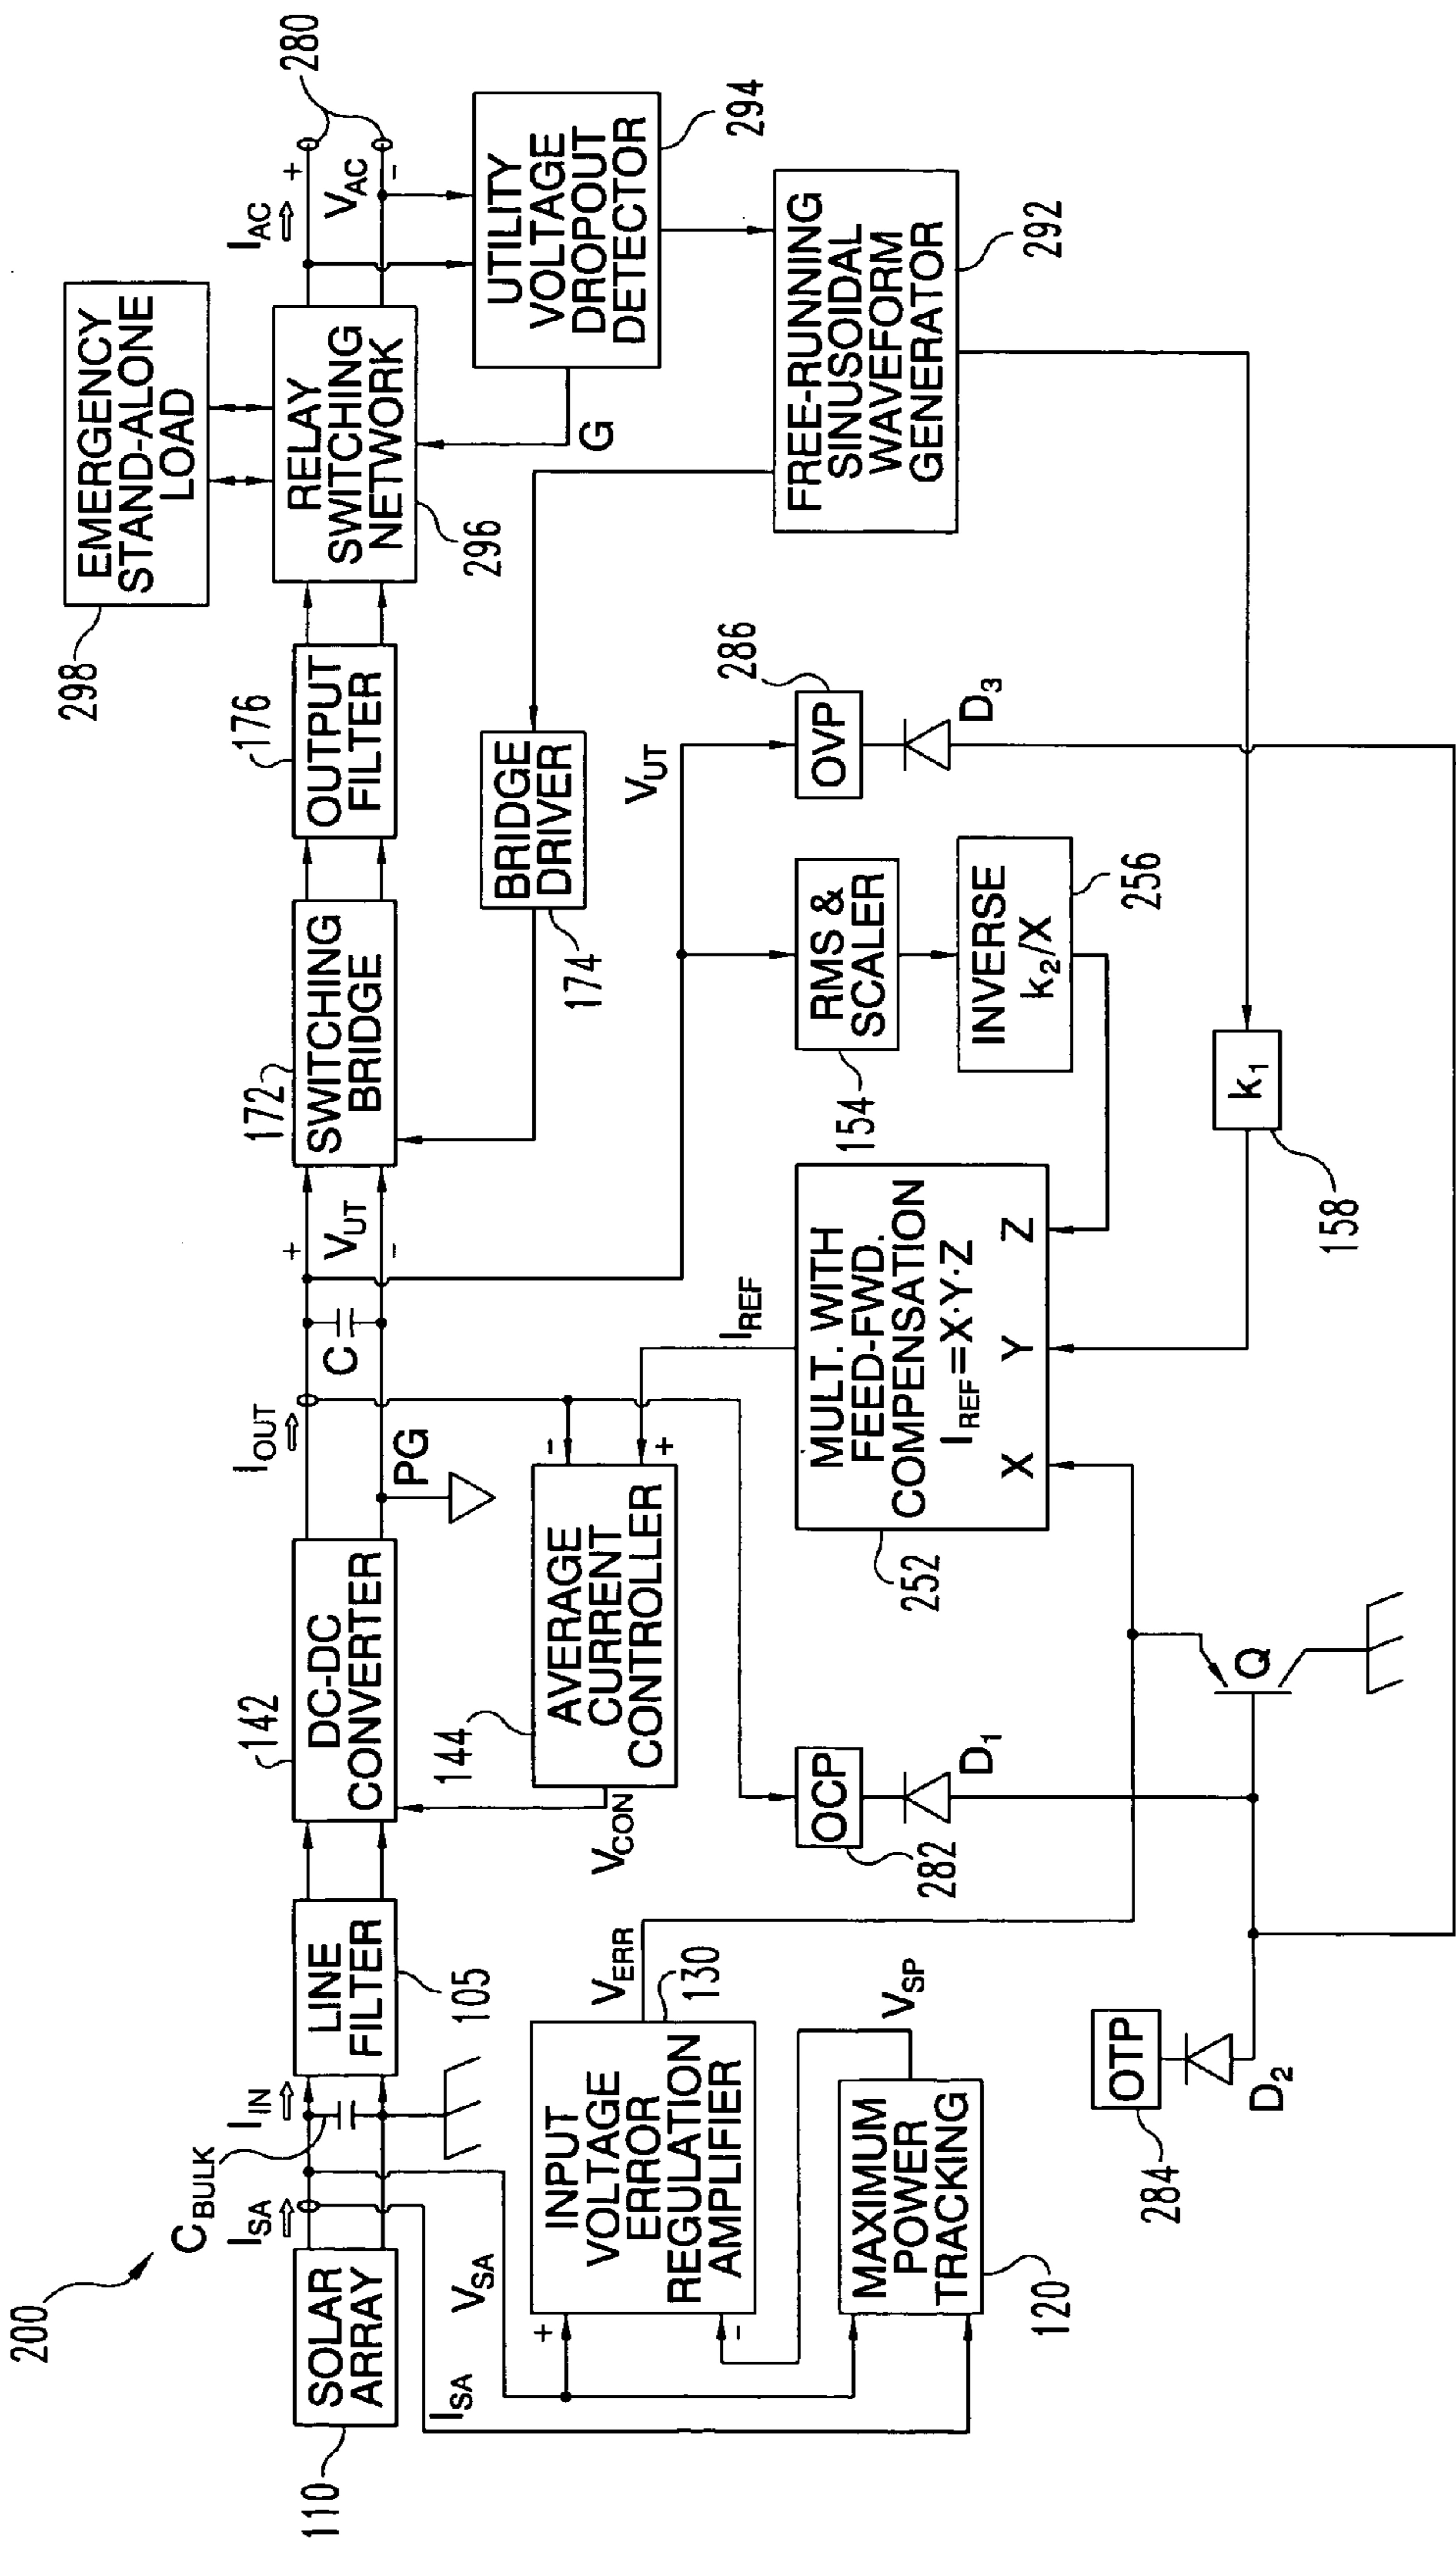 200
EMERGENCY
STAND-ALONE
LOAD
298
C_BULK
I_SA
I_IN
I_OUT
I_AC
280
110
SOLAR
ARRAY
LINE
FILTER
105
142
DC-DC
CONVERTER
PG
C
+
V_UT
-
172
SWITCHING
BRIDGE
176
OUTPUT
FILTER
RELAY
SWITCHING
NETWORK
296
+
V_AC
-
I_SA
V_SA
+
-
INPUT
VOLTAGE
ERROR
REGULATION
AMPLIFIER
130
V_ERR
V_CON
144
AVERAGE
CURRENT
CONTROLLER
-
+
I_REF
BRIDGE
DRIVER
174
G
UTILITY
VOLTAGE
DROPOUT
DETECTOR
294
V_UT
MAXIMUM
POWER
TRACKING
120
V_SP
OCP
282
D_1
MULT. WITH
FEED-FWD.
COMPENSATION
I_REF=X·Y·Z
X
Y
Z
252
RMS &
SCALER
154
INVERSE
k_2/X
256
OVP
286
D_3
FREE-RUNNING
SINUSOIDAL
WAVEFORM
GENERATOR
292
OTP
284
D_2
Q
k_1
158